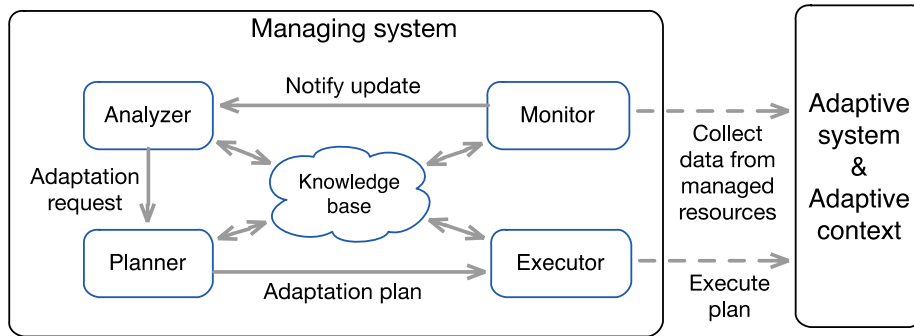 Managing system
Notify update
Analyzer
Monitor
Adaptive
system
&
Adaptive
context
Collect
data from
managed
resources
Adaptation
request
Knowledge
base
Planner
Executor
Adaptation plan
Execute
plan